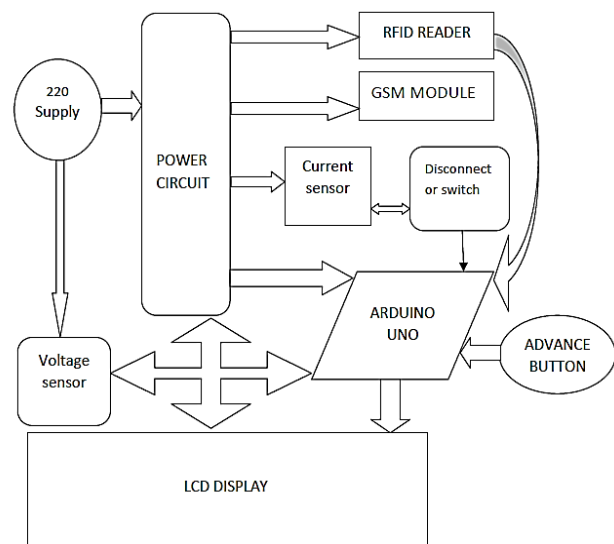 RFID READER
220
Supply
GSM MODULE
POWER
CIRCUIT
Current
sensor
Disconnect
or switch
ARDUINO
UNO
ADVANCE
BUTTON
Voltage
sensor
LCD DISPLAY